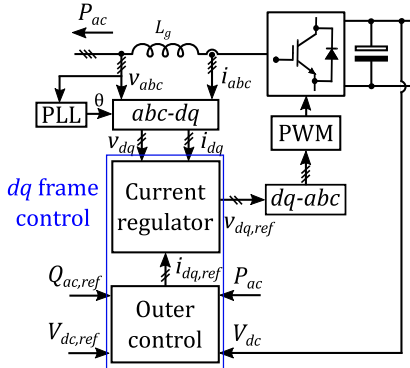 P_ac
L_g
v_abc
i_abc
PLL
θ
abc-dq
PWM
v_dq
i_dq
dq frame
control
Current
regulator
dq-abc
v_dq,ref
i_dq,ref
Q_ac,ref
P_ac
Outer
control
V_dc,ref
V_dc